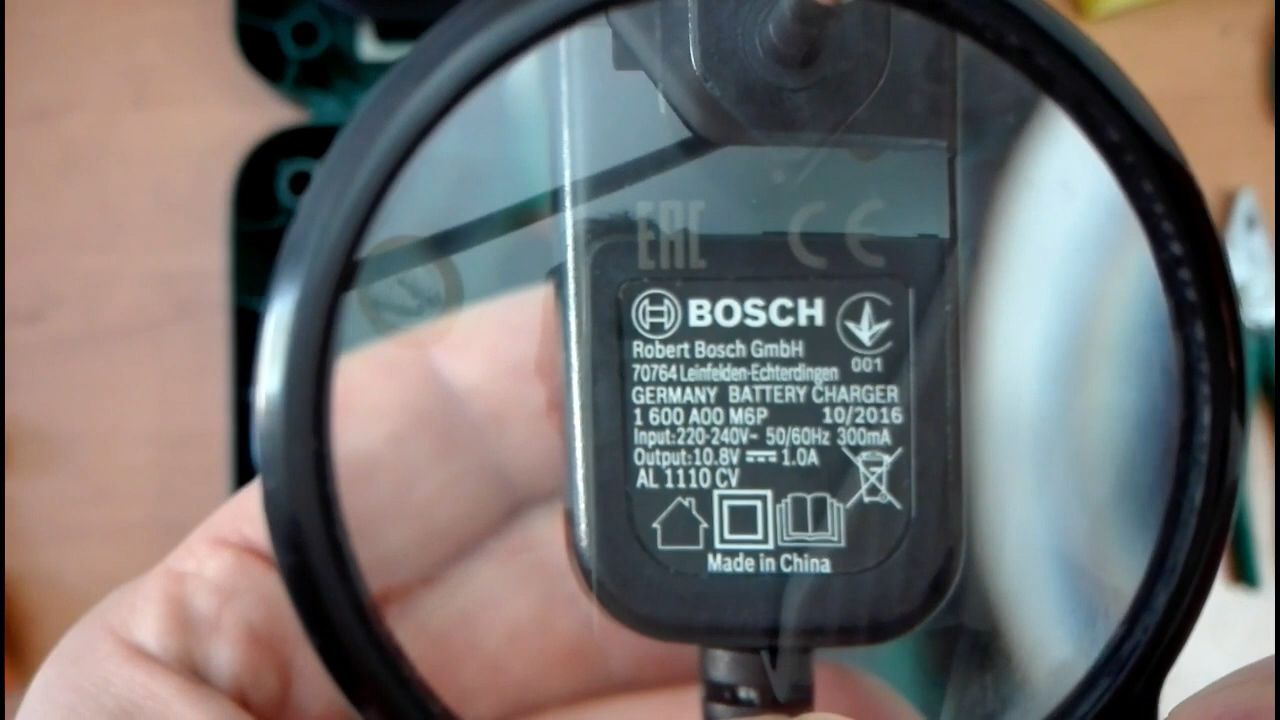 EAC CE
BOSCH
001
Robert Bosch GmbH
70764 Leinfelden-Echterdingen
GERMANY BATTERY CHARGER
1 600 A00 M6P 10/2016
Input:220-240V~ 50/60Hz 300mA
Output:10.8V ⎓ 1.0A
AL 1110 CV
Made in China